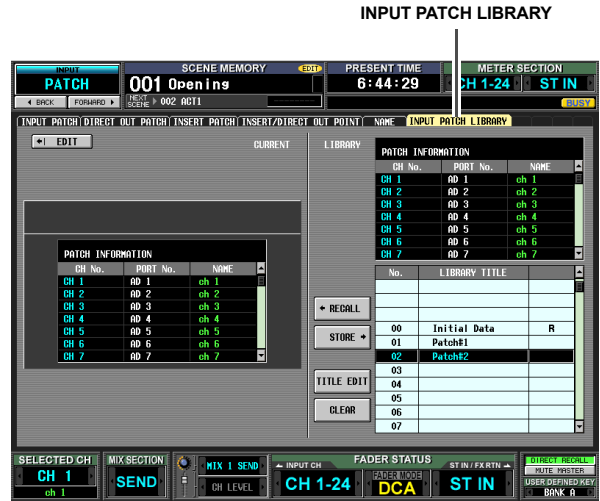 INPUT PATCH LIBRARY
INPUT SCENE MEMORY EDIT PRESENT TIME METER SECTION
PATCH 001 Opening 6:44:29 CH 1-24 ST IN
BACK FORWARD NEXT SCENE 002 ACT1 BUSY
INPUT PATCH DIRECT OUT PATCH INSERT PATCH INSERT/DIRECT OUT POINT NAME INPUT PATCH LIBRARY
EDIT CURRENT LIBRARY
PATCH INFORMATION
CH No. PORT No. NAME
CH 1 AD 1 ch 1
CH 2 AD 2 ch 2
CH 3 AD 3 ch 3
CH 4 AD 4 ch 4
CH 5 AD 5 ch 5
CH 6 AD 6 ch 6
CH 7 AD 7 ch 7
PATCH INFORMATION
CH No. PORT No. NAME
CH 1 AD 1 ch 1
CH 2 AD 2 ch 2
CH 3 AD 3 ch 3
CH 4 AD 4 ch 4
CH 5 AD 5 ch 5
CH 6 AD 6 ch 6
CH 7 AD 7 ch 7
RECALL
STORE
TITLE EDIT
CLEAR
No. LIBRARY TITLE
00 Initial Data R
01 Patch#1
02 Patch#2
03
04
05
06
07
SELECTED CH MIX SECTION MIX 1 SEND INPUT CH FADER STATUS ST IN / FX RTN DIRECT RECALL
CH 1 SEND CH LEVEL CH 1-24 FADER MODE DCA ST IN MUTE MASTER
ch 1 USER DEFINED KEY
BANK A